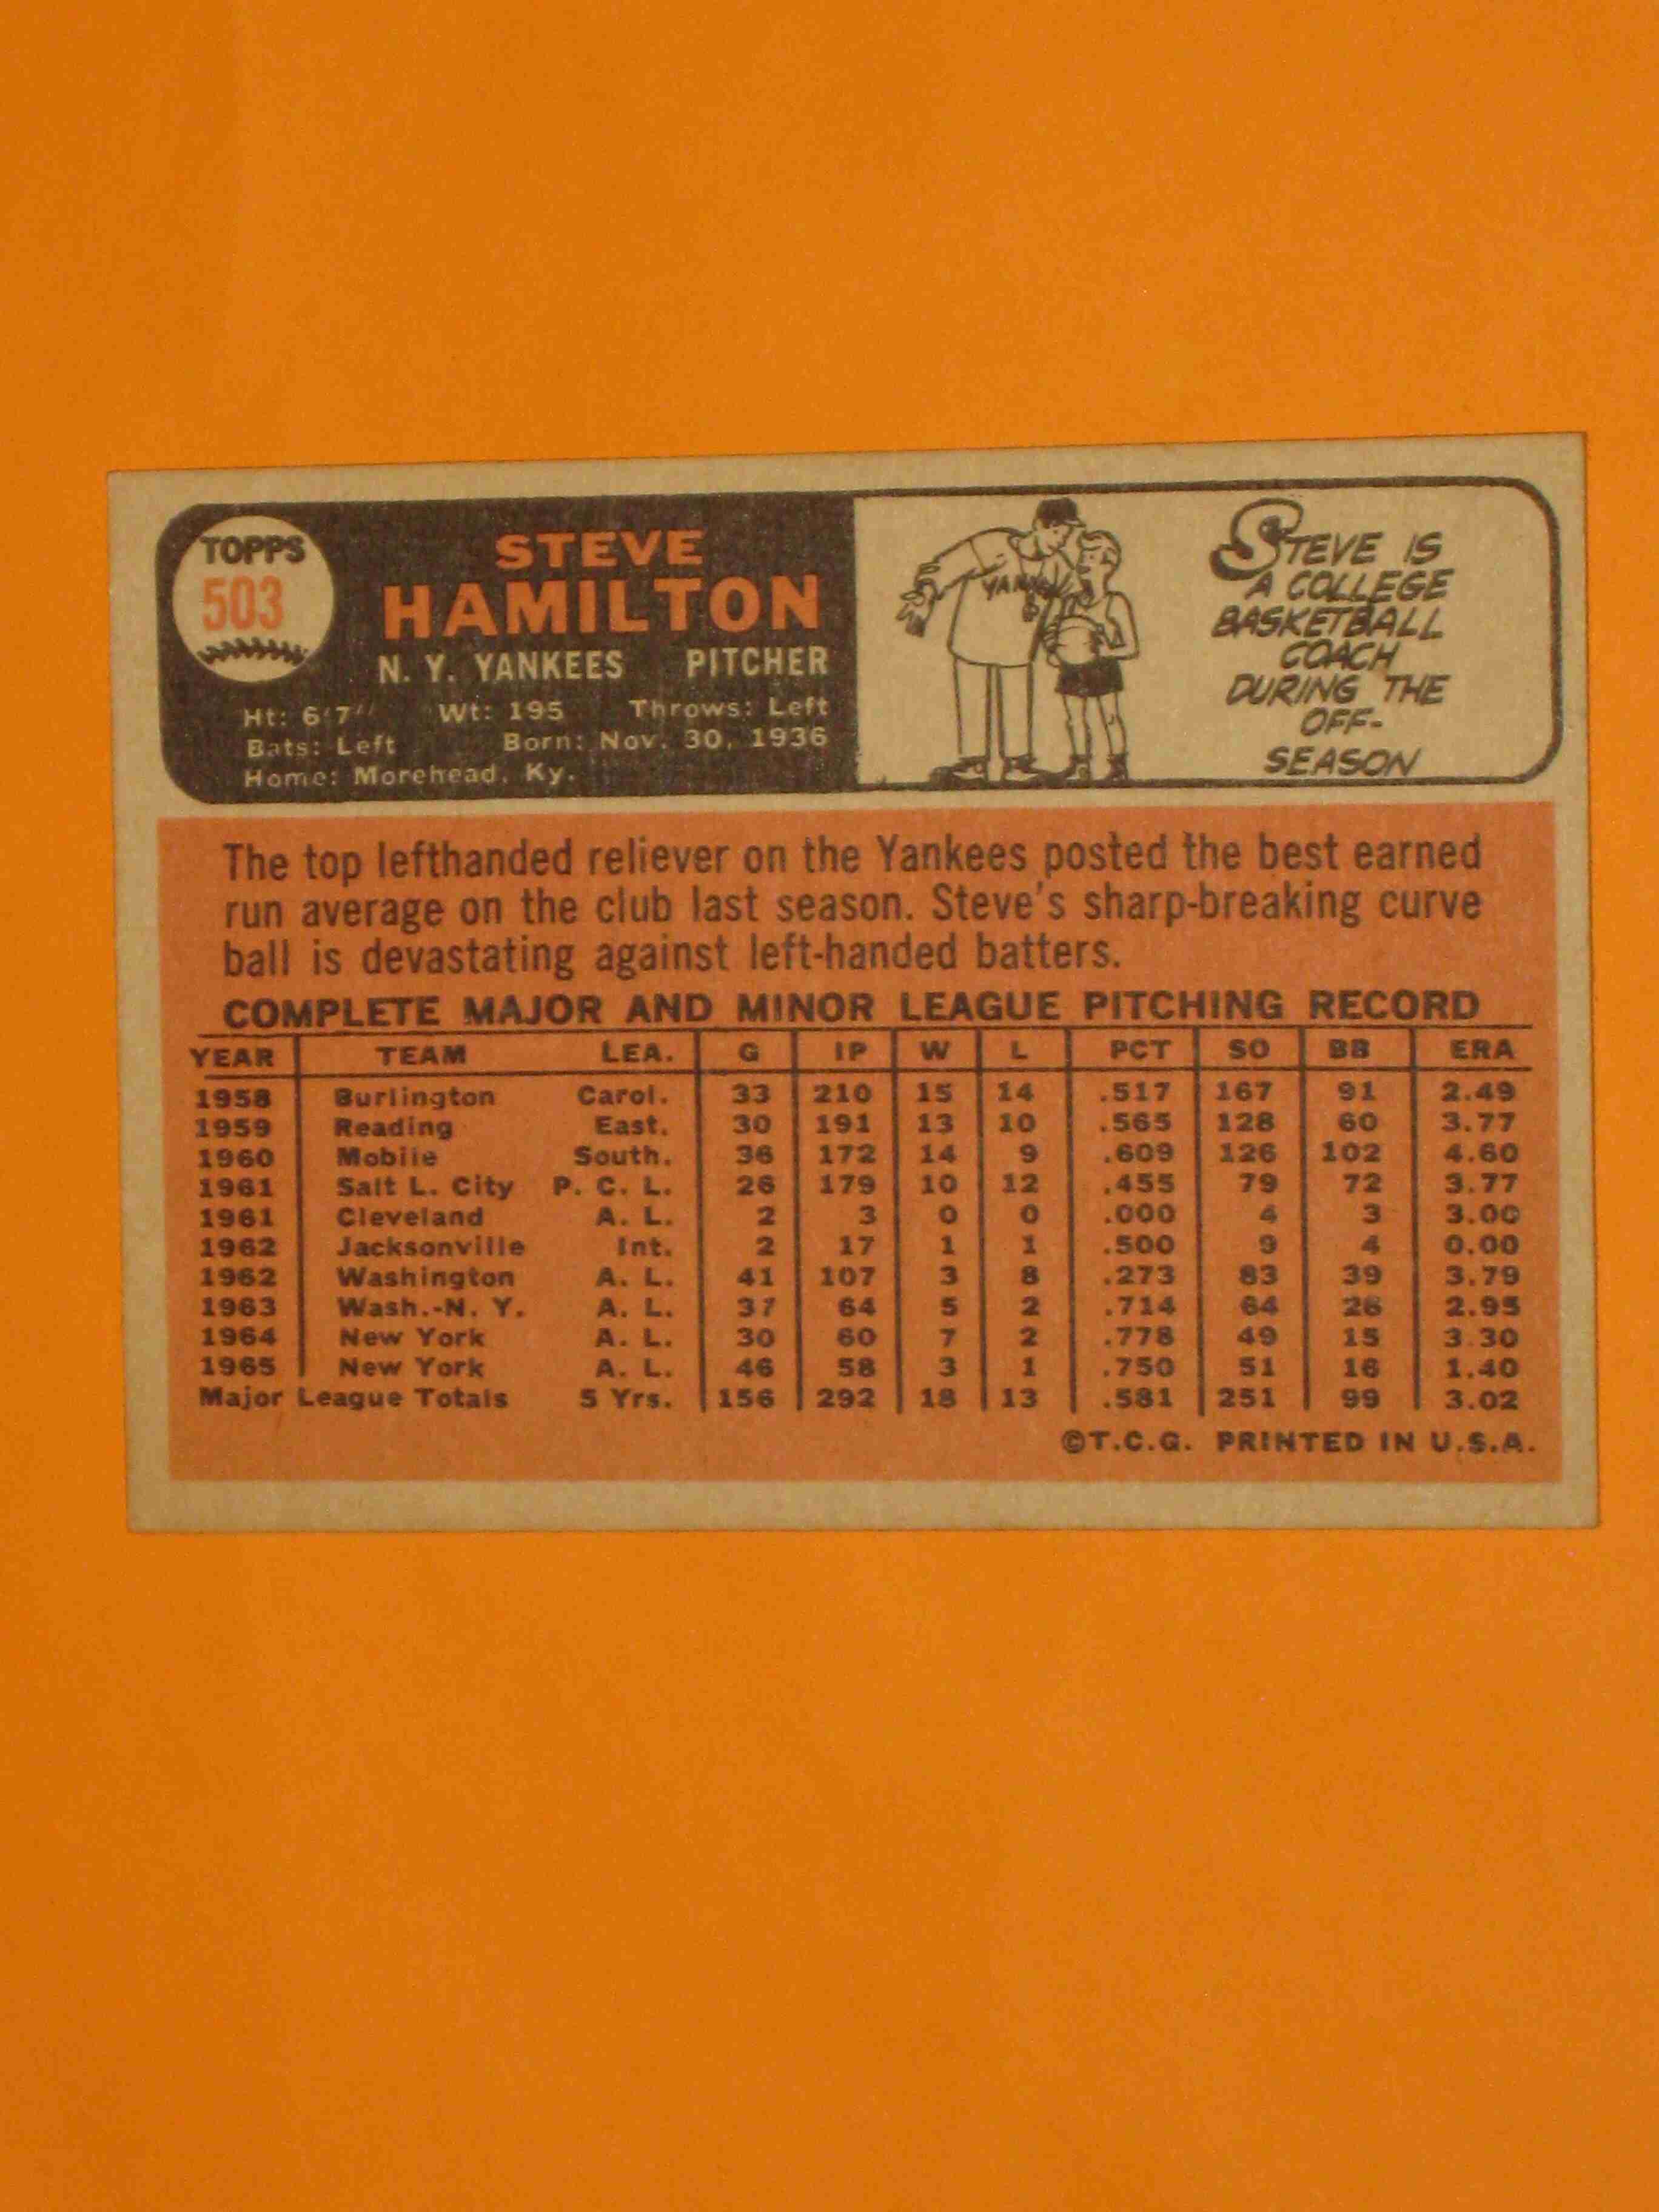 TOPPS
503
STEVE
HAMILTON
N. Y. YANKEES PITCHER
Ht: 6'7" Wt: 195 Throws: Left
Bats: Left Born: Nov. 30, 1936
Home: Morehead, Ky.
STEVE IS
A COLLEGE
BASKETBALL
COACH
DURING THE
OFF-
SEASON
The top lefthanded reliever on the Yankees posted the best earned
run average on the club last season. Steve's sharp-breaking curve
ball is devastating against left-handed batters.
COMPLETE MAJOR AND MINOR LEAGUE PITCHING RECORD
YEAR TEAM LEA. G IP W L PCT SO BB ERA
1958 Burlington Carol. 33 210 15 14 .517 167 91 2.49
1959 Reading East. 30 191 13 10 .565 128 60 3.77
1960 Mobile South. 36 172 14 9 .609 126 102 4.60
1961 Salt L. City P. C. L. 26 179 10 12 .455 79 72 3.77
1961 Cleveland A. L. 2 3 0 0 .000 4 3 3.00
1962 Jacksonville Int. 2 17 1 1 .500 9 4 0.00
1962 Washington A. L. 41 107 3 8 .273 83 39 3.79
1963 Wash.-N. Y. A. L. 37 64 5 2 .714 64 26 2.95
1964 New York A. L. 30 60 7 2 .778 49 15 3.30
1965 New York A. L. 46 58 3 1 .750 51 16 1.40
Major League Totals 5 Yrs. 156 292 18 13 .581 251 99 3.02
©T.C.G. PRINTED IN U.S.A.